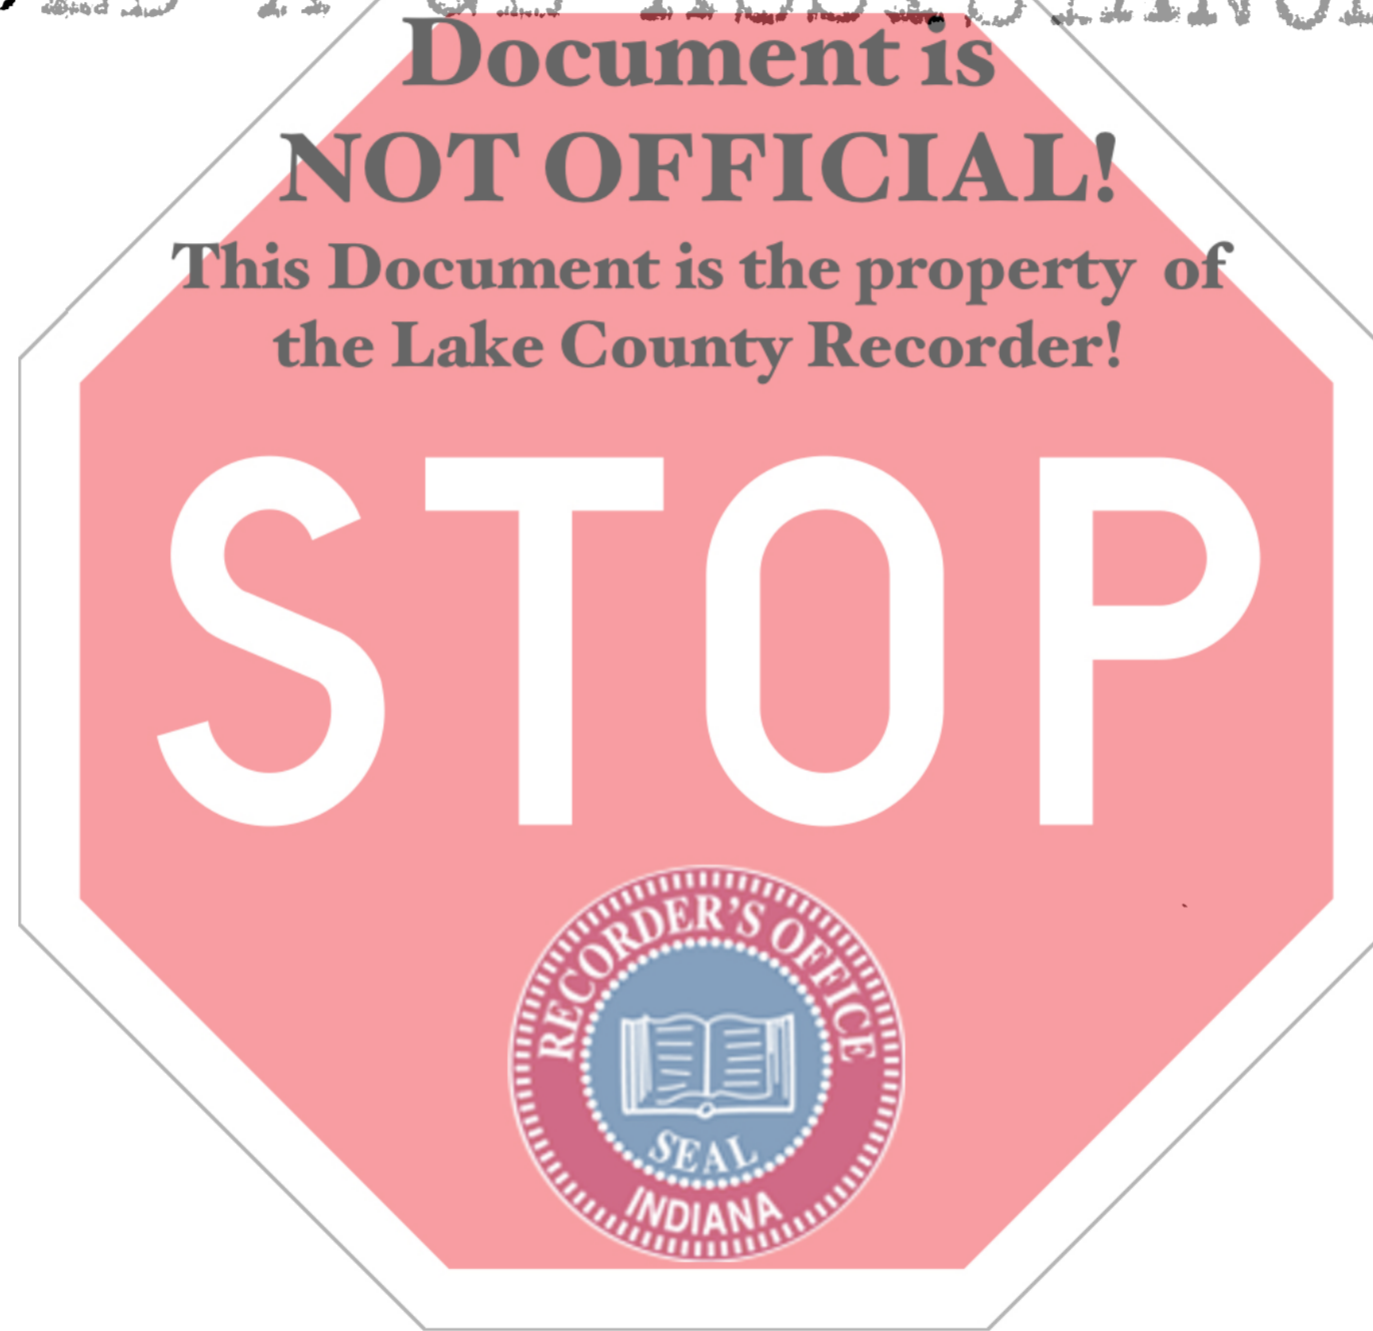 Document is
NOT OFFICIAL!
This Document is the property of
the Lake County Recorder!
STOP
RECORDER'S OFFICE
SEAL
INDIANA